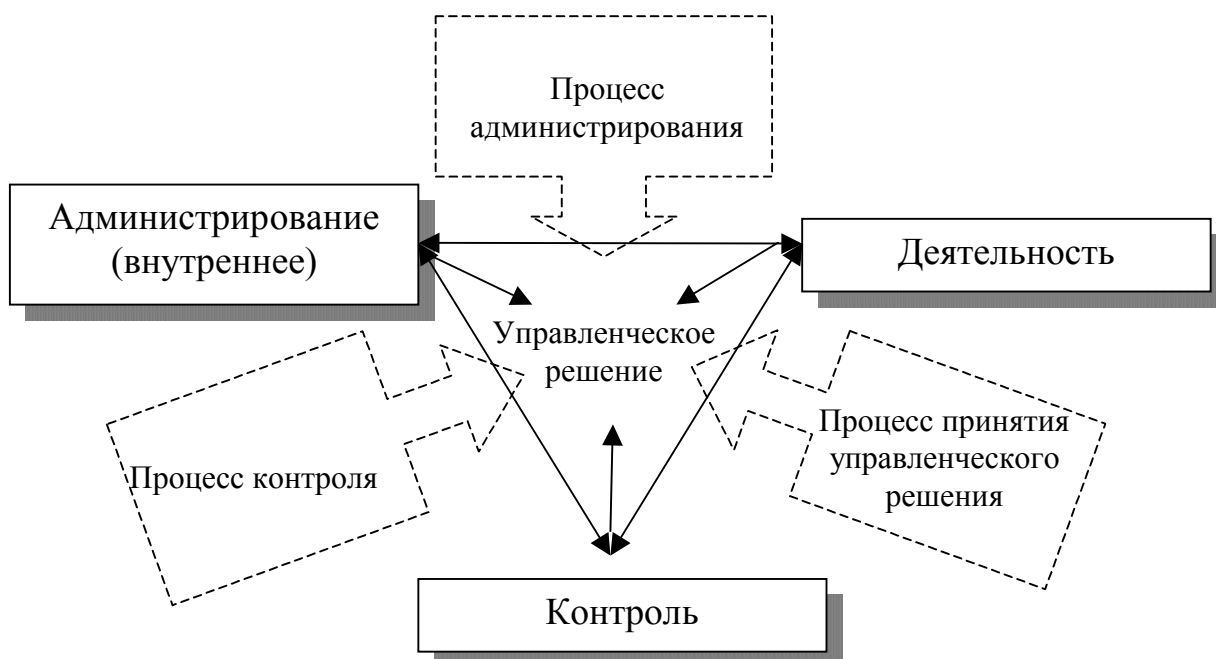 Процесс
администрирования
Администрирование
(внутреннее)
Деятельность
Управленческое
решение
Процесс контроля
Процесс принятия
управленческого
решения
Контроль